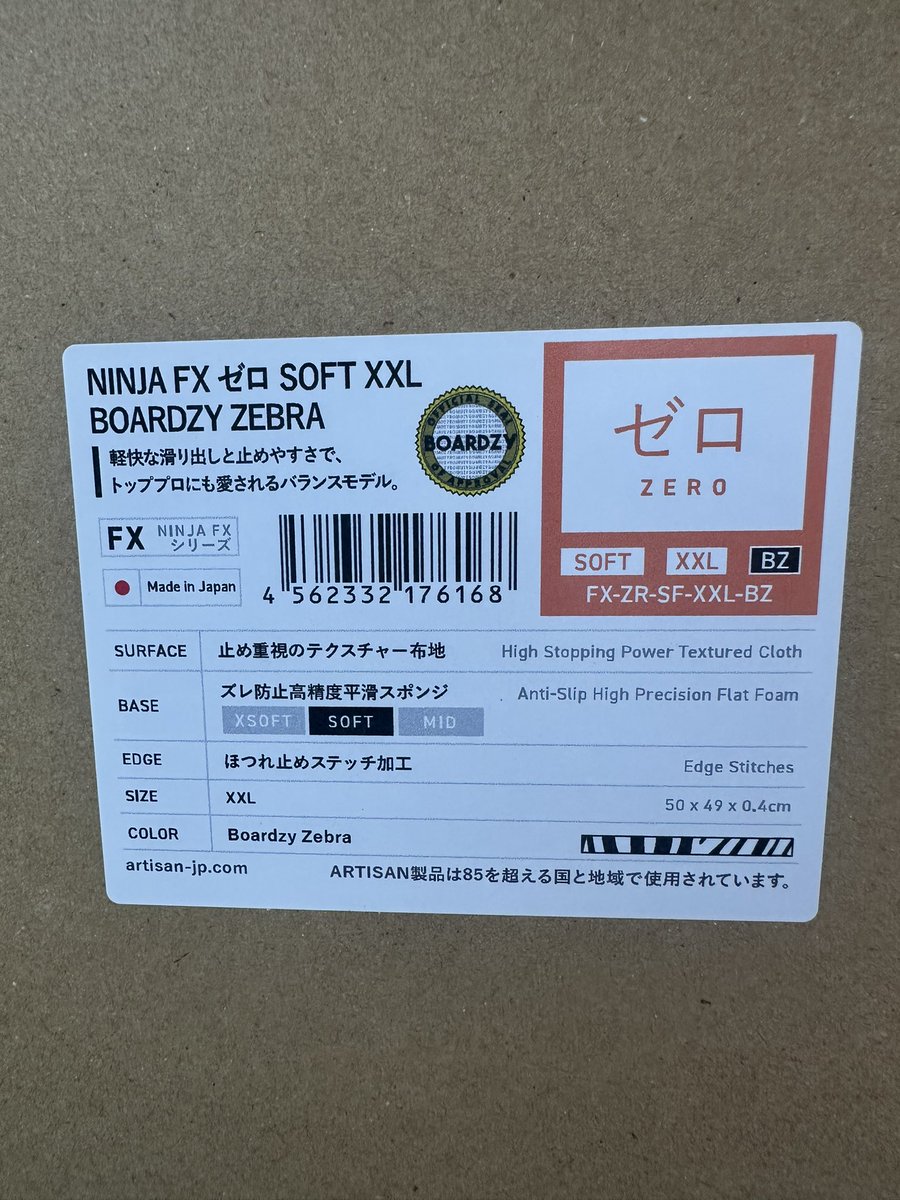 NINJA FX ゼロ SOFT XXL
BOARDZY ZEBRA
軽快な滑り出しと止めやすさで、
トッププロにも愛されるバランスモデル。
OFFICIAL SEAL
BOARDZY
OF APPROVAL
ゼロ
ZERO
SOFT XXL BZ
FX-ZR-SF-XXL-BZ
FX NINJA FX
シリーズ
Made in Japan
4 562332 176168
SURFACE 止め重視のテクスチャー布地 High Stopping Power Textured Cloth
BASE ズレ防止高精度平滑スポンジ Anti-Slip High Precision Flat Foam
XSOFT SOFT MID
EDGE ほつれ止めステッチ加工 Edge Stitches
SIZE XXL 50 x 49 x 0.4cm
COLOR Boardzy Zebra
artisan-jp.com ARTISAN製品は85を超える国と地域で使用されています。